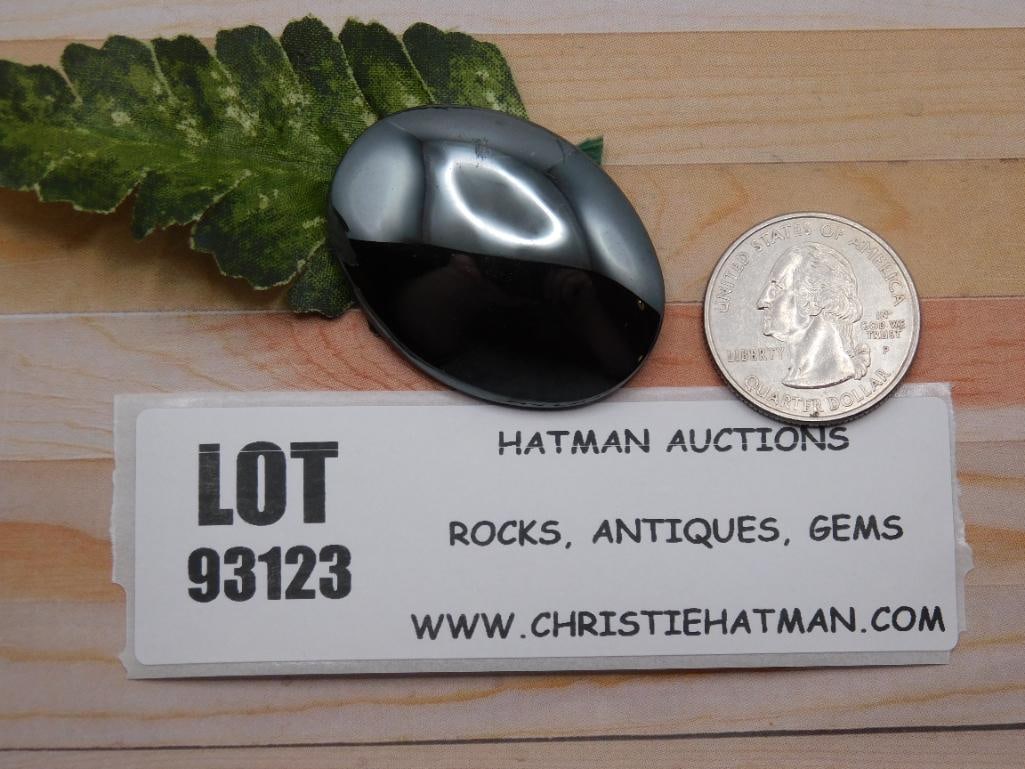 UNITED STATES OF AMERICA
LIBERTY
IN
GOD WE
TRUST
P
QUARTER DOLLAR
LOT
93123
HATMAN AUCTIONS
ROCKS, ANTIQUES, GEMS
WWW.CHRISTIEHATMAN.COM